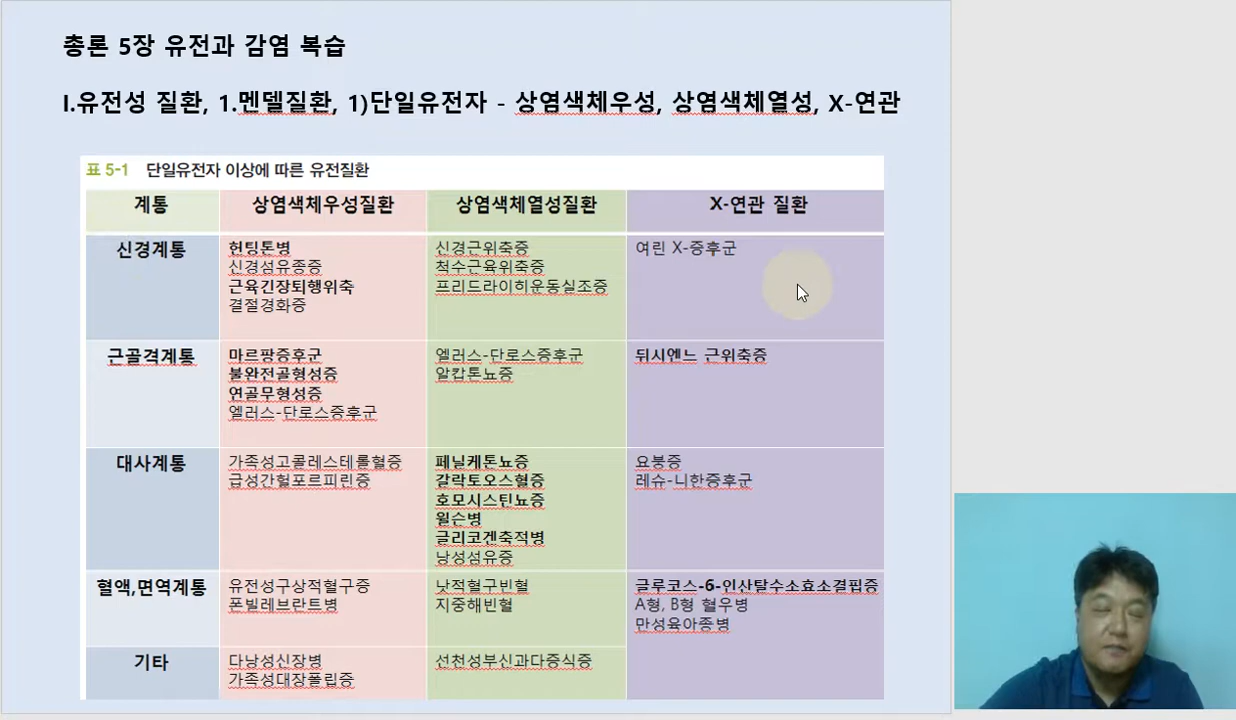 총론 5장 유전과 감염 복습
I.유전성 질환, 1.멘델질환, 1)단일유전자 - 상염색체우성, 상염색체열성, X-연관
표 5-1 단일유전자 이상에 따른 유전질환
계통 상염색체우성질환 상염색체열성질환 X-연관 질환
신경계통
헌팅톤병
신경섬유종증
근육긴장퇴행위축
결절경화증
신경근위축증
척수근육위축증
프리드라이히운동실조증
여린 X-증후군
근골격계통
마르팡증후군
불완전골형성증
연골무형성증
엘러스-단로스증후군
엘러스-단로스증후군
알캅톤뇨증
뒤시엔느 근위축증
대사계통
가족성고콜레스테롤혈증
급성간헐포르피린증
페닐케톤뇨증
갈락토오스혈증
호모시스틴뇨증
윌슨병
글리코겐축적병
낭성섬유증
요붕증
레슈-니한증후군
혈액,면역계통
유전성구상적혈구증
폰빌레브란트병
낫적혈구빈혈
지중해빈혈
글루코스-6-인산탈수소효소결핍증
A형, B형 혈우병
만성육아종병
기타
다낭성신장병
가족성대장폴립증
선천성부신과다증식증